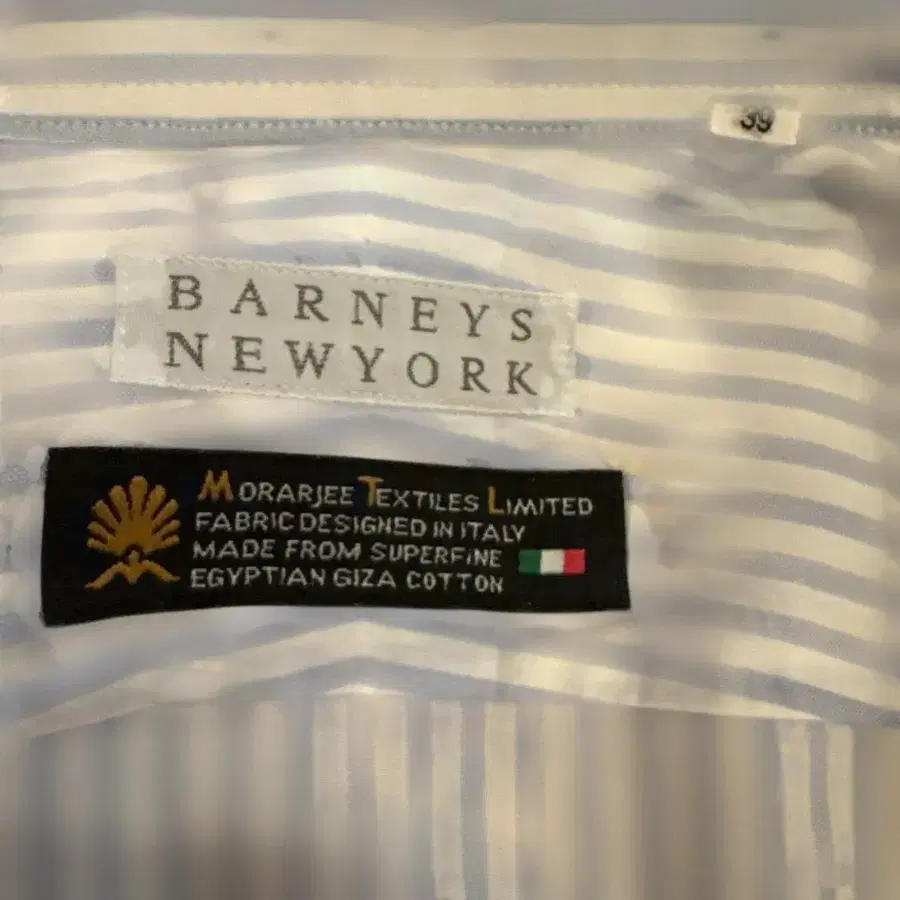 39
BARNEYS
NEWYORK
MORARJEE TEXTILES LIMITED
FABRIC DESIGNED IN ITALY
MADE FROM SUPERFINE
EGYPTIAN GIZA COTTON